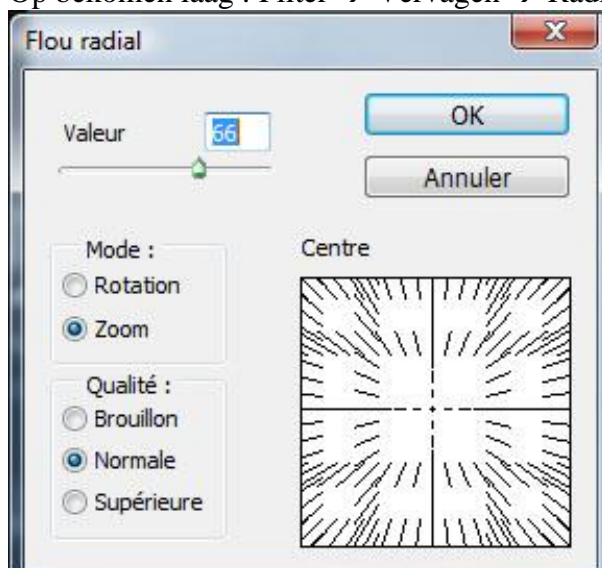 Flou radial
Valeur 66
OK
Annuler
Mode :
Rotation
Zoom
Centre
Qualité :
Brouillon
Normale
Supérieure